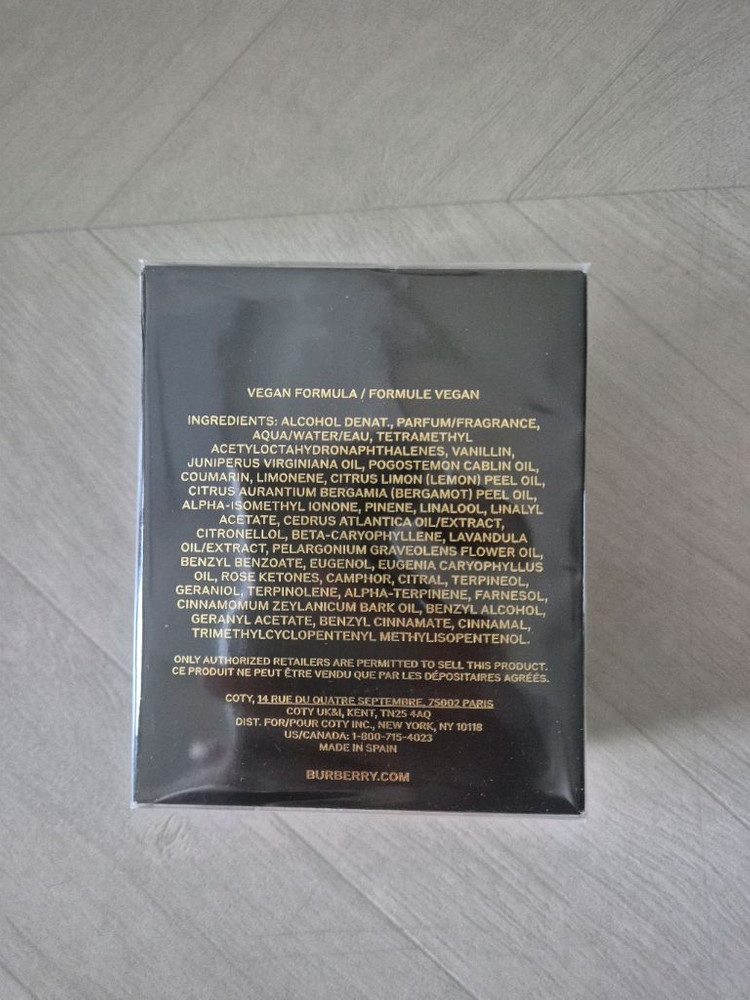 VEGAN FORMULA / FORMULE VEGAN
INGREDIENTS: ALCOHOL DENAT., PARFUM/FRAGRANCE,
AQUA/WATER/EAU, TETRAMETHYL
ACETYLOCTAHYDRONAPHTHALENES, VANILLIN,
JUNIPERUS VIRGINIANA OIL, POGOSTEMON CABLIN OIL,
COUMARIN, LIMONENE, CITRUS LIMON (LEMON) PEEL OIL,
CITRUS AURANTIUM BERGAMIA (BERGAMOT) PEEL OIL,
ALPHA-ISOMETHYL IONONE, PINENE, LINALOOL, LINALYL
ACETATE, CEDRUS ATLANTICA OIL/EXTRACT,
CITRONELLOL, BETA-CARYOPHYLLENE, LAVANDULA
OIL/EXTRACT, PELARGONIUM GRAVEOLENS FLOWER OIL,
BENZYL BENZOATE, EUGENOL, EUGENIA CARYOPHYLLUS
OIL, ROSE KETONES, CAMPHOR, CITRAL, TERPINEOL,
GERANIOL, TERPINOLENE, ALPHA-TERPINENE, FARNESOL,
CINNAMOMUM ZEYLANICUM BARK OIL, BENZYL ALCOHOL,
GERANYL ACETATE, BENZYL CINNAMATE, CINNAMAL,
TRIMETHYLCYCLOPENTENYL METHYLISOPENTENOL.
ONLY AUTHORIZED RETAILERS ARE PERMITTED TO SELL THIS PRODUCT.
CE PRODUIT NE PEUT ÊTRE VENDU QUE PAR LES DÉPOSITAIRES AGRÉÉS.
COTY, 14 RUE DU QUATRE SEPTEMBRE, 75002 PARIS
COTY UK&I, KENT, TN25 4AQ
DIST. FOR/POUR COTY INC., NEW YORK, NY 10118
US/CANADA: 1-800-715-4023
MADE IN SPAIN
BURBERRY.COM